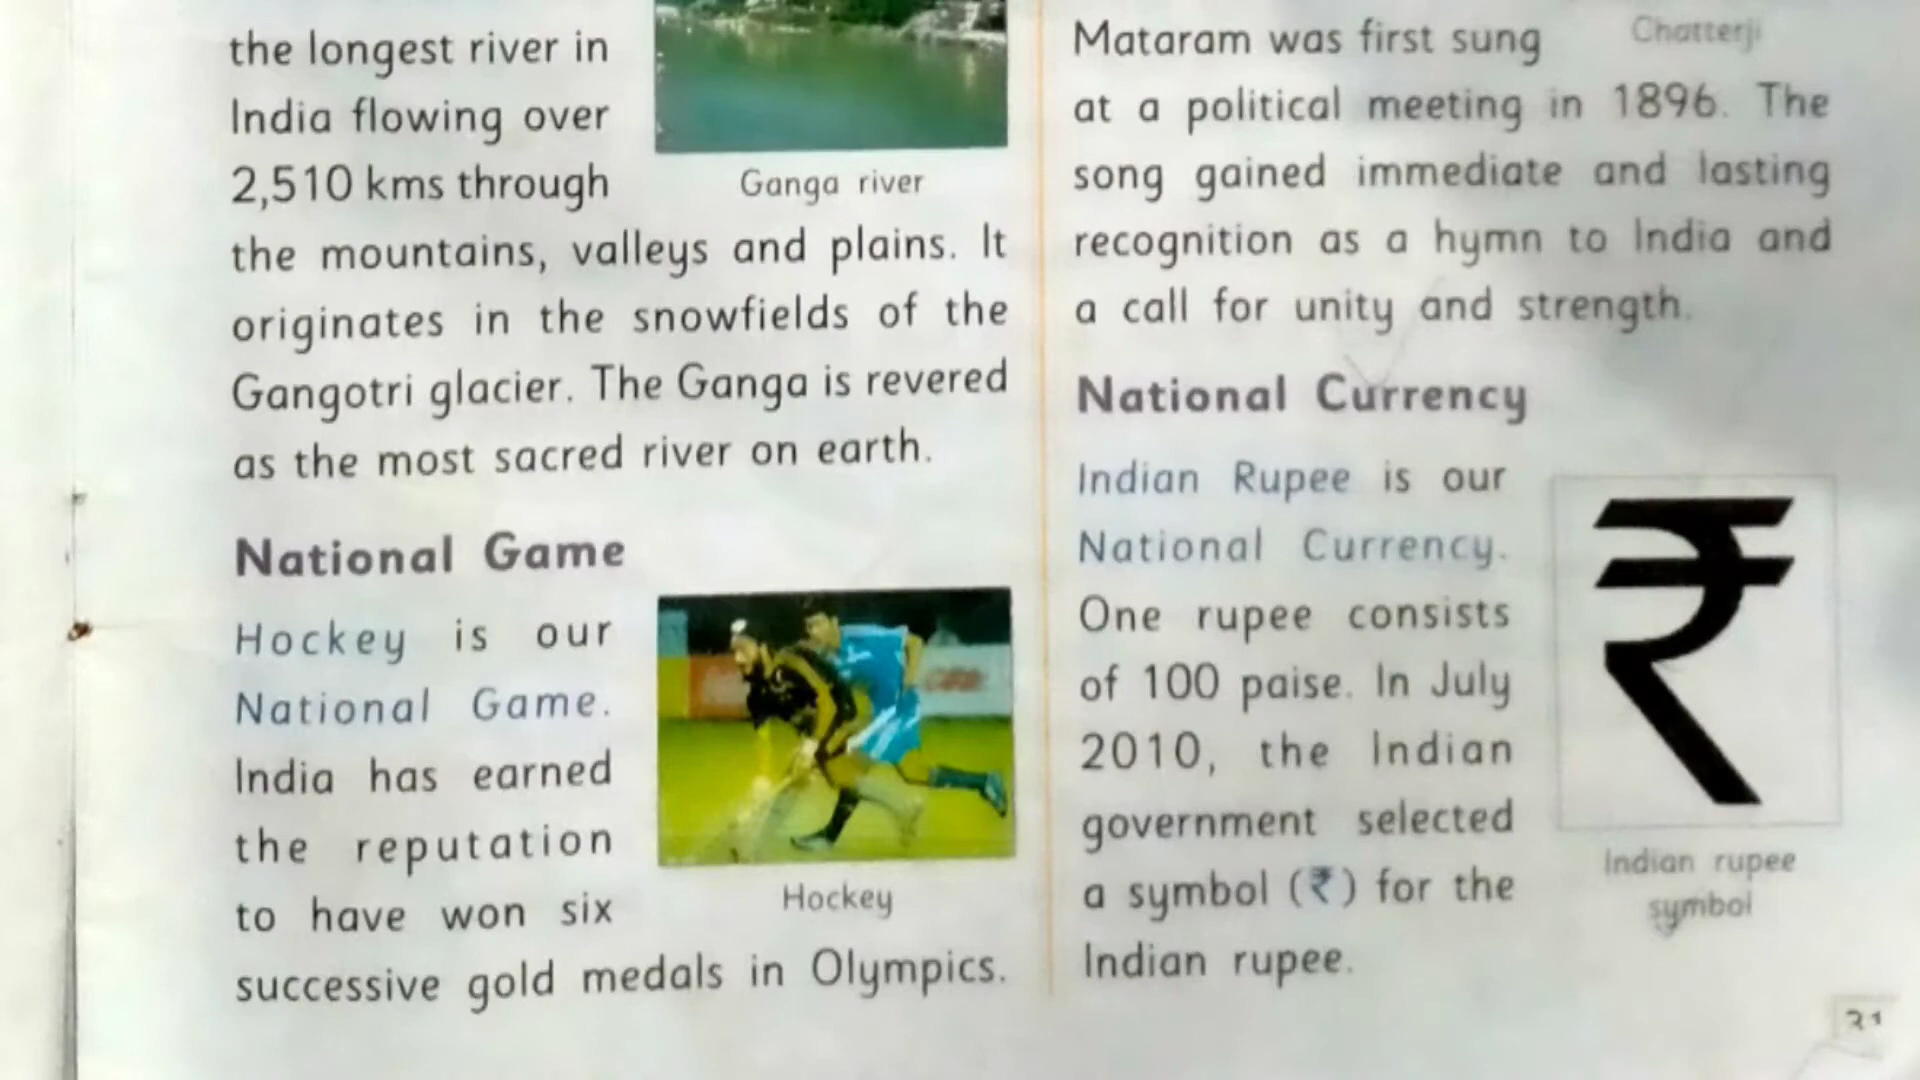 the longest river in
India flowing over
2,510 kms through
the mountains, valleys and plains. It
originates in the snowfields of the
Gangotri glacier. The Ganga is revered
as the most sacred river on earth.
Ganga river
National Game
Hockey is our
National Game.
India has earned
the reputation
to have won six
successive gold medals in Olympics.
Hockey
Chatterji
Mataram was first sung
at a political meeting in 1896. The
song gained immediate and lasting
recognition as a hymn to India and
a call for unity and strength.
National Currency
Indian Rupee is our
National Currency.
One rupee consists
of 100 paise. In July
2010, the Indian
government selected
a symbol (₹) for the
Indian rupee.
₹
Indian rupee
symbol